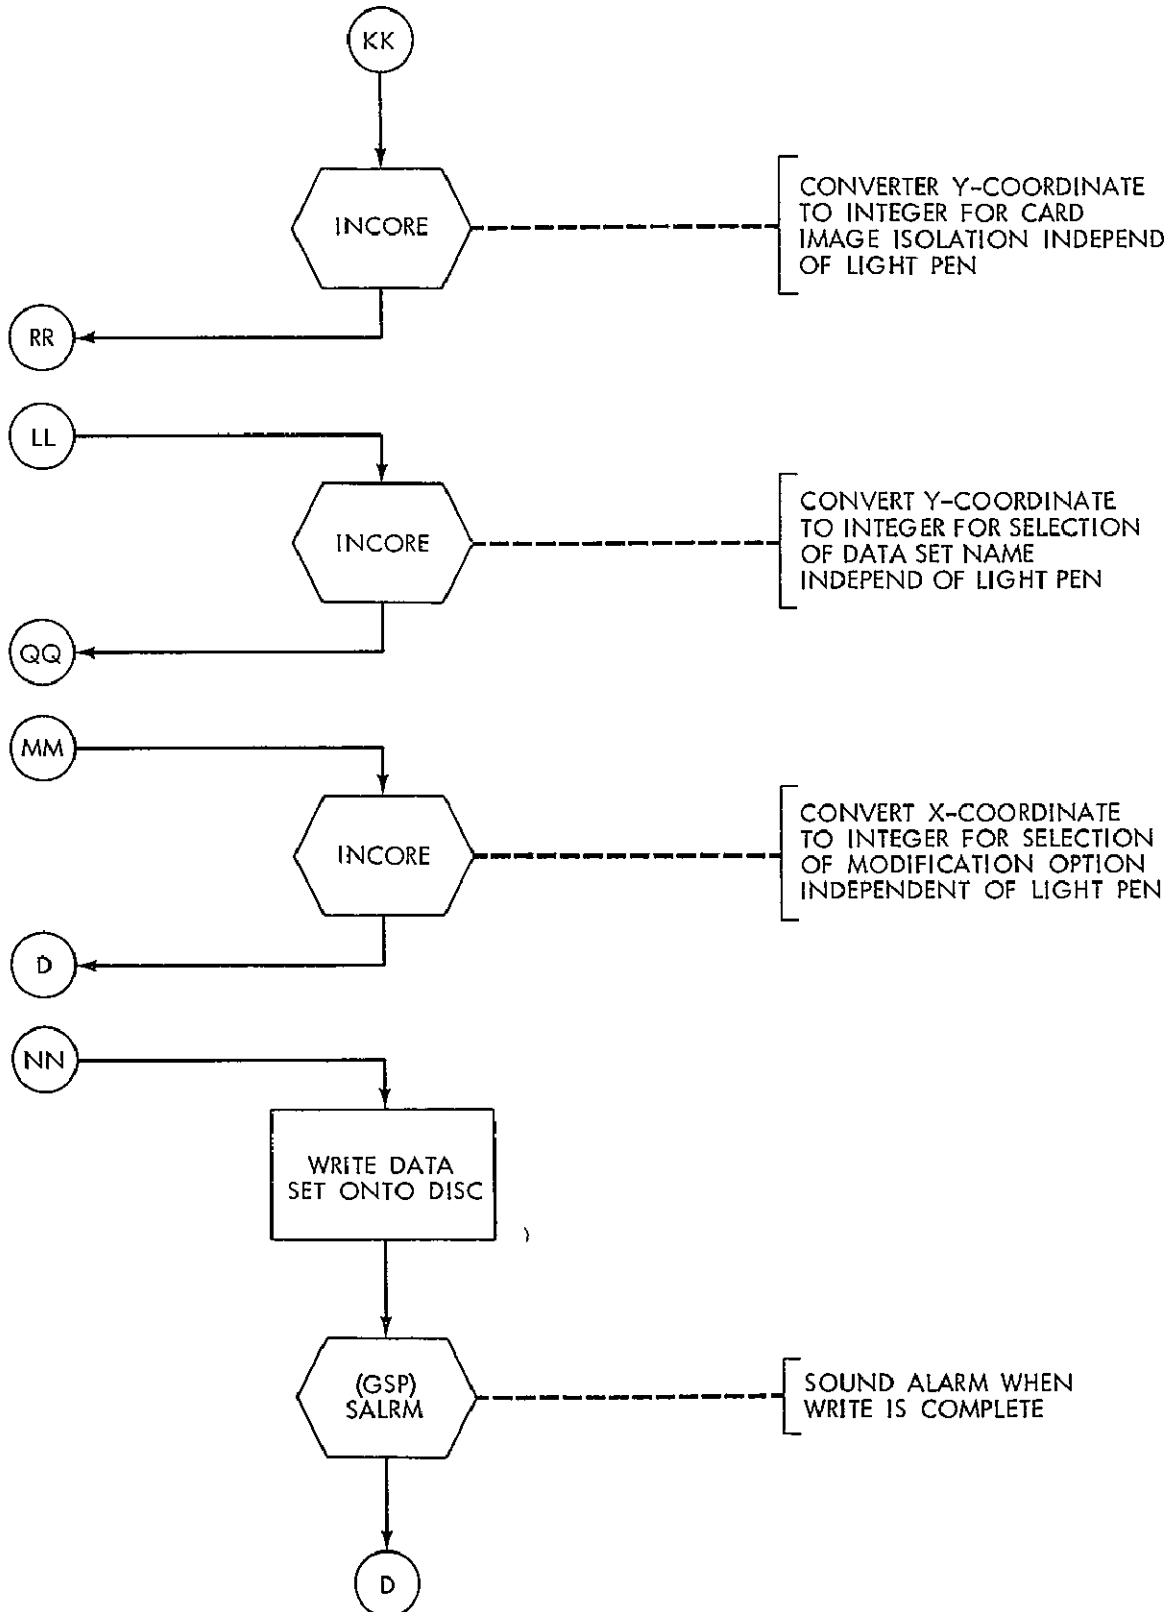 KK
INCORE
CONVERTER Y-COORDINATE
TO INTEGER FOR CARD
IMAGE ISOLATION INDEPEND
OF LIGHT PEN
RR
LL
INCORE
CONVERT Y-COORDINATE
TO INTEGER FOR SELECTION
OF DATA SET NAME
INDEPEND OF LIGHT PEN
QQ
MM
INCORE
CONVERT X-COORDINATE
TO INTEGER FOR SELECTION
OF MODIFICATION OPTION
INDEPENDENT OF LIGHT PEN
D
NN
WRITE DATA
SET ONTO DISC
(GSP)
SALRM
SOUND ALARM WHEN
WRITE IS COMPLETE
D